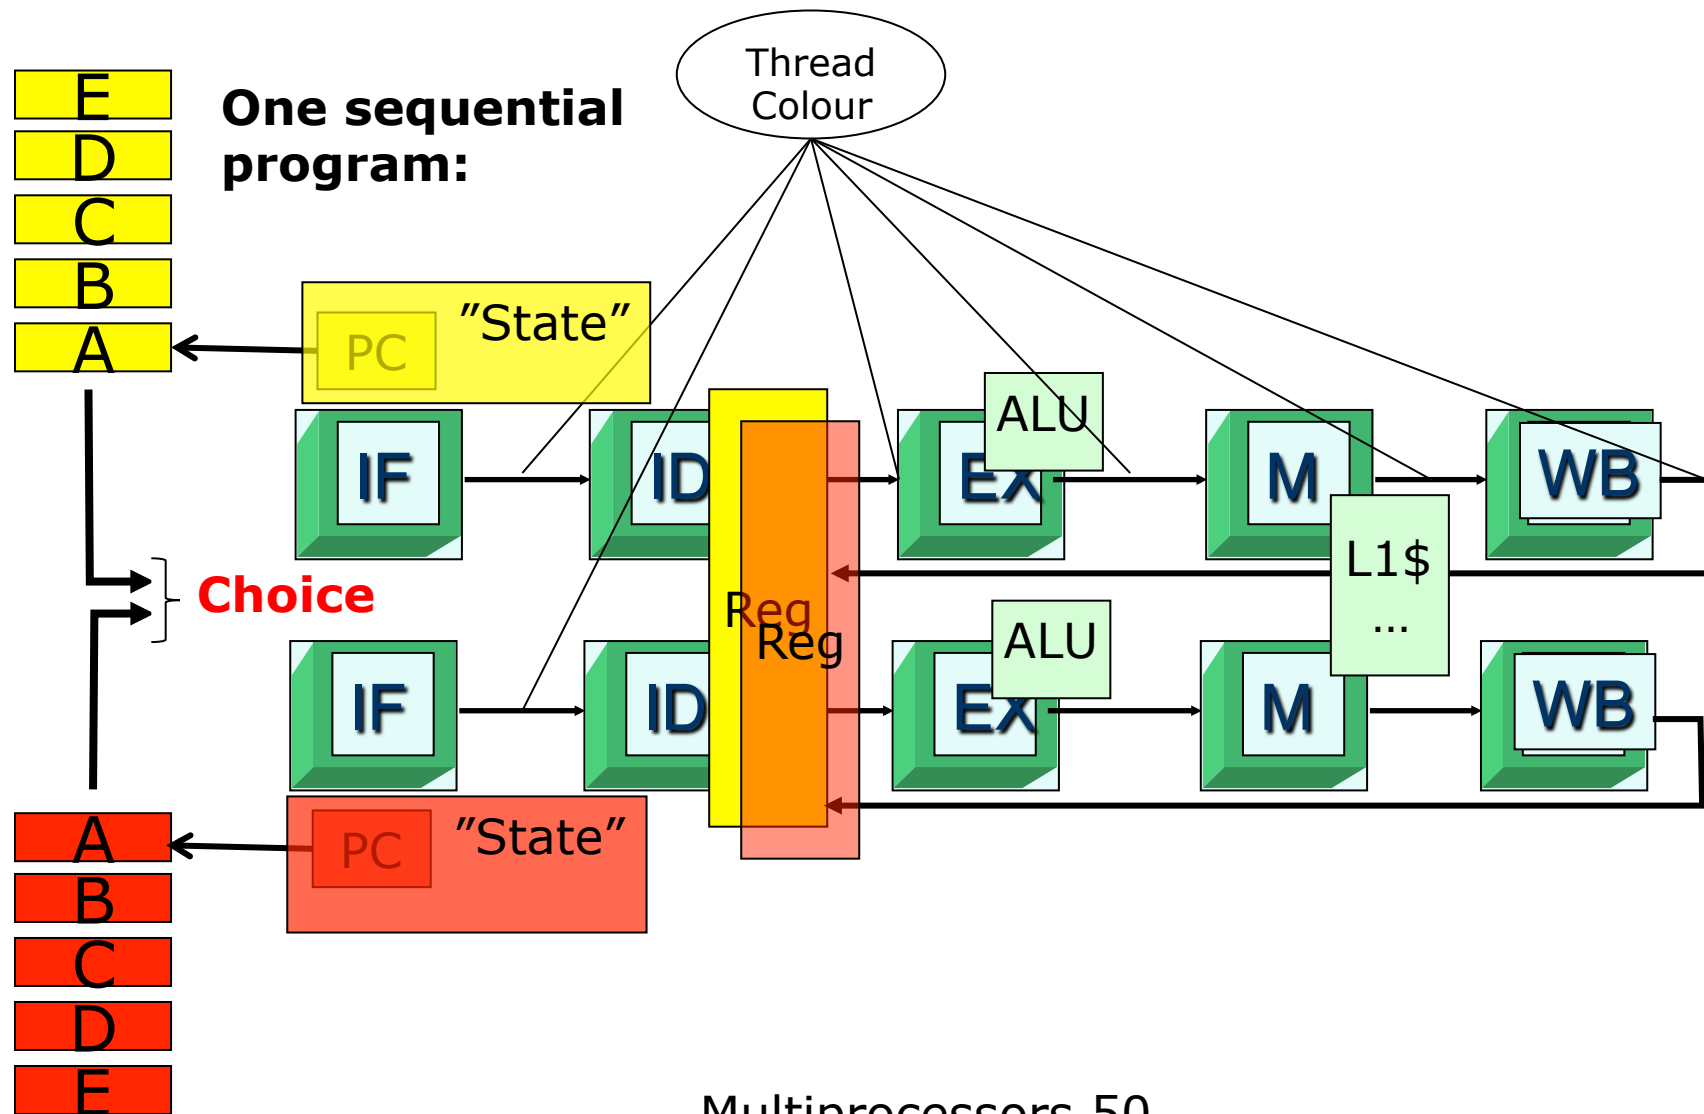 Thread
Colour
One sequential
program:
E
D
C
B
A
PC
”State”
IF
ID
EX
ALU
M
WB
L1$
...
Choice
Reg
Reg
IF
ID
EX
ALU
M
WB
PC
”State”
A
B
C
D
E
Multiprocessors 50